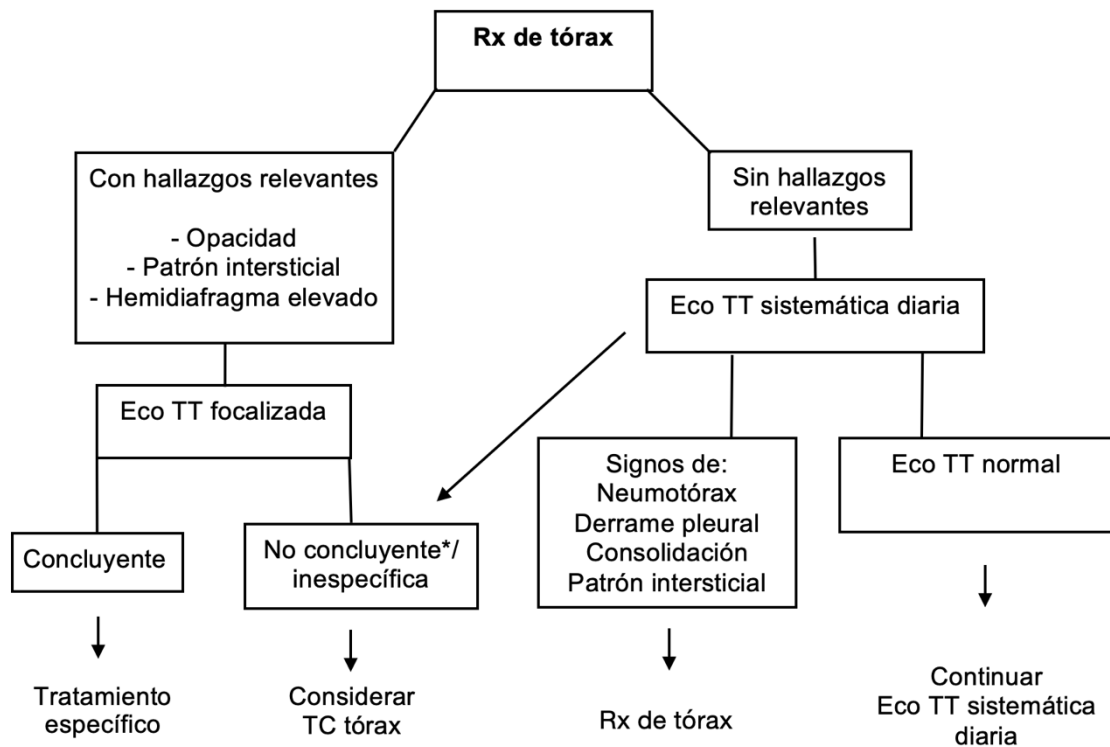 Rx de tórax
Con hallazgos relevantes
- Opacidad
- Patrón intersticial
- Hemidiafragma elevado
Sin hallazgos
relevantes
Eco TT sistemática diaria
Eco TT focalizada
Signos de:
Neumotórax
Derrame pleural
Consolidación
Patrón intersticial
Eco TT normal
Concluyente
No concluyente*/
inespecífica
Tratamiento
específico
Considerar
TC tórax
Rx de tórax
Continuar
Eco TT sistemática
diaria